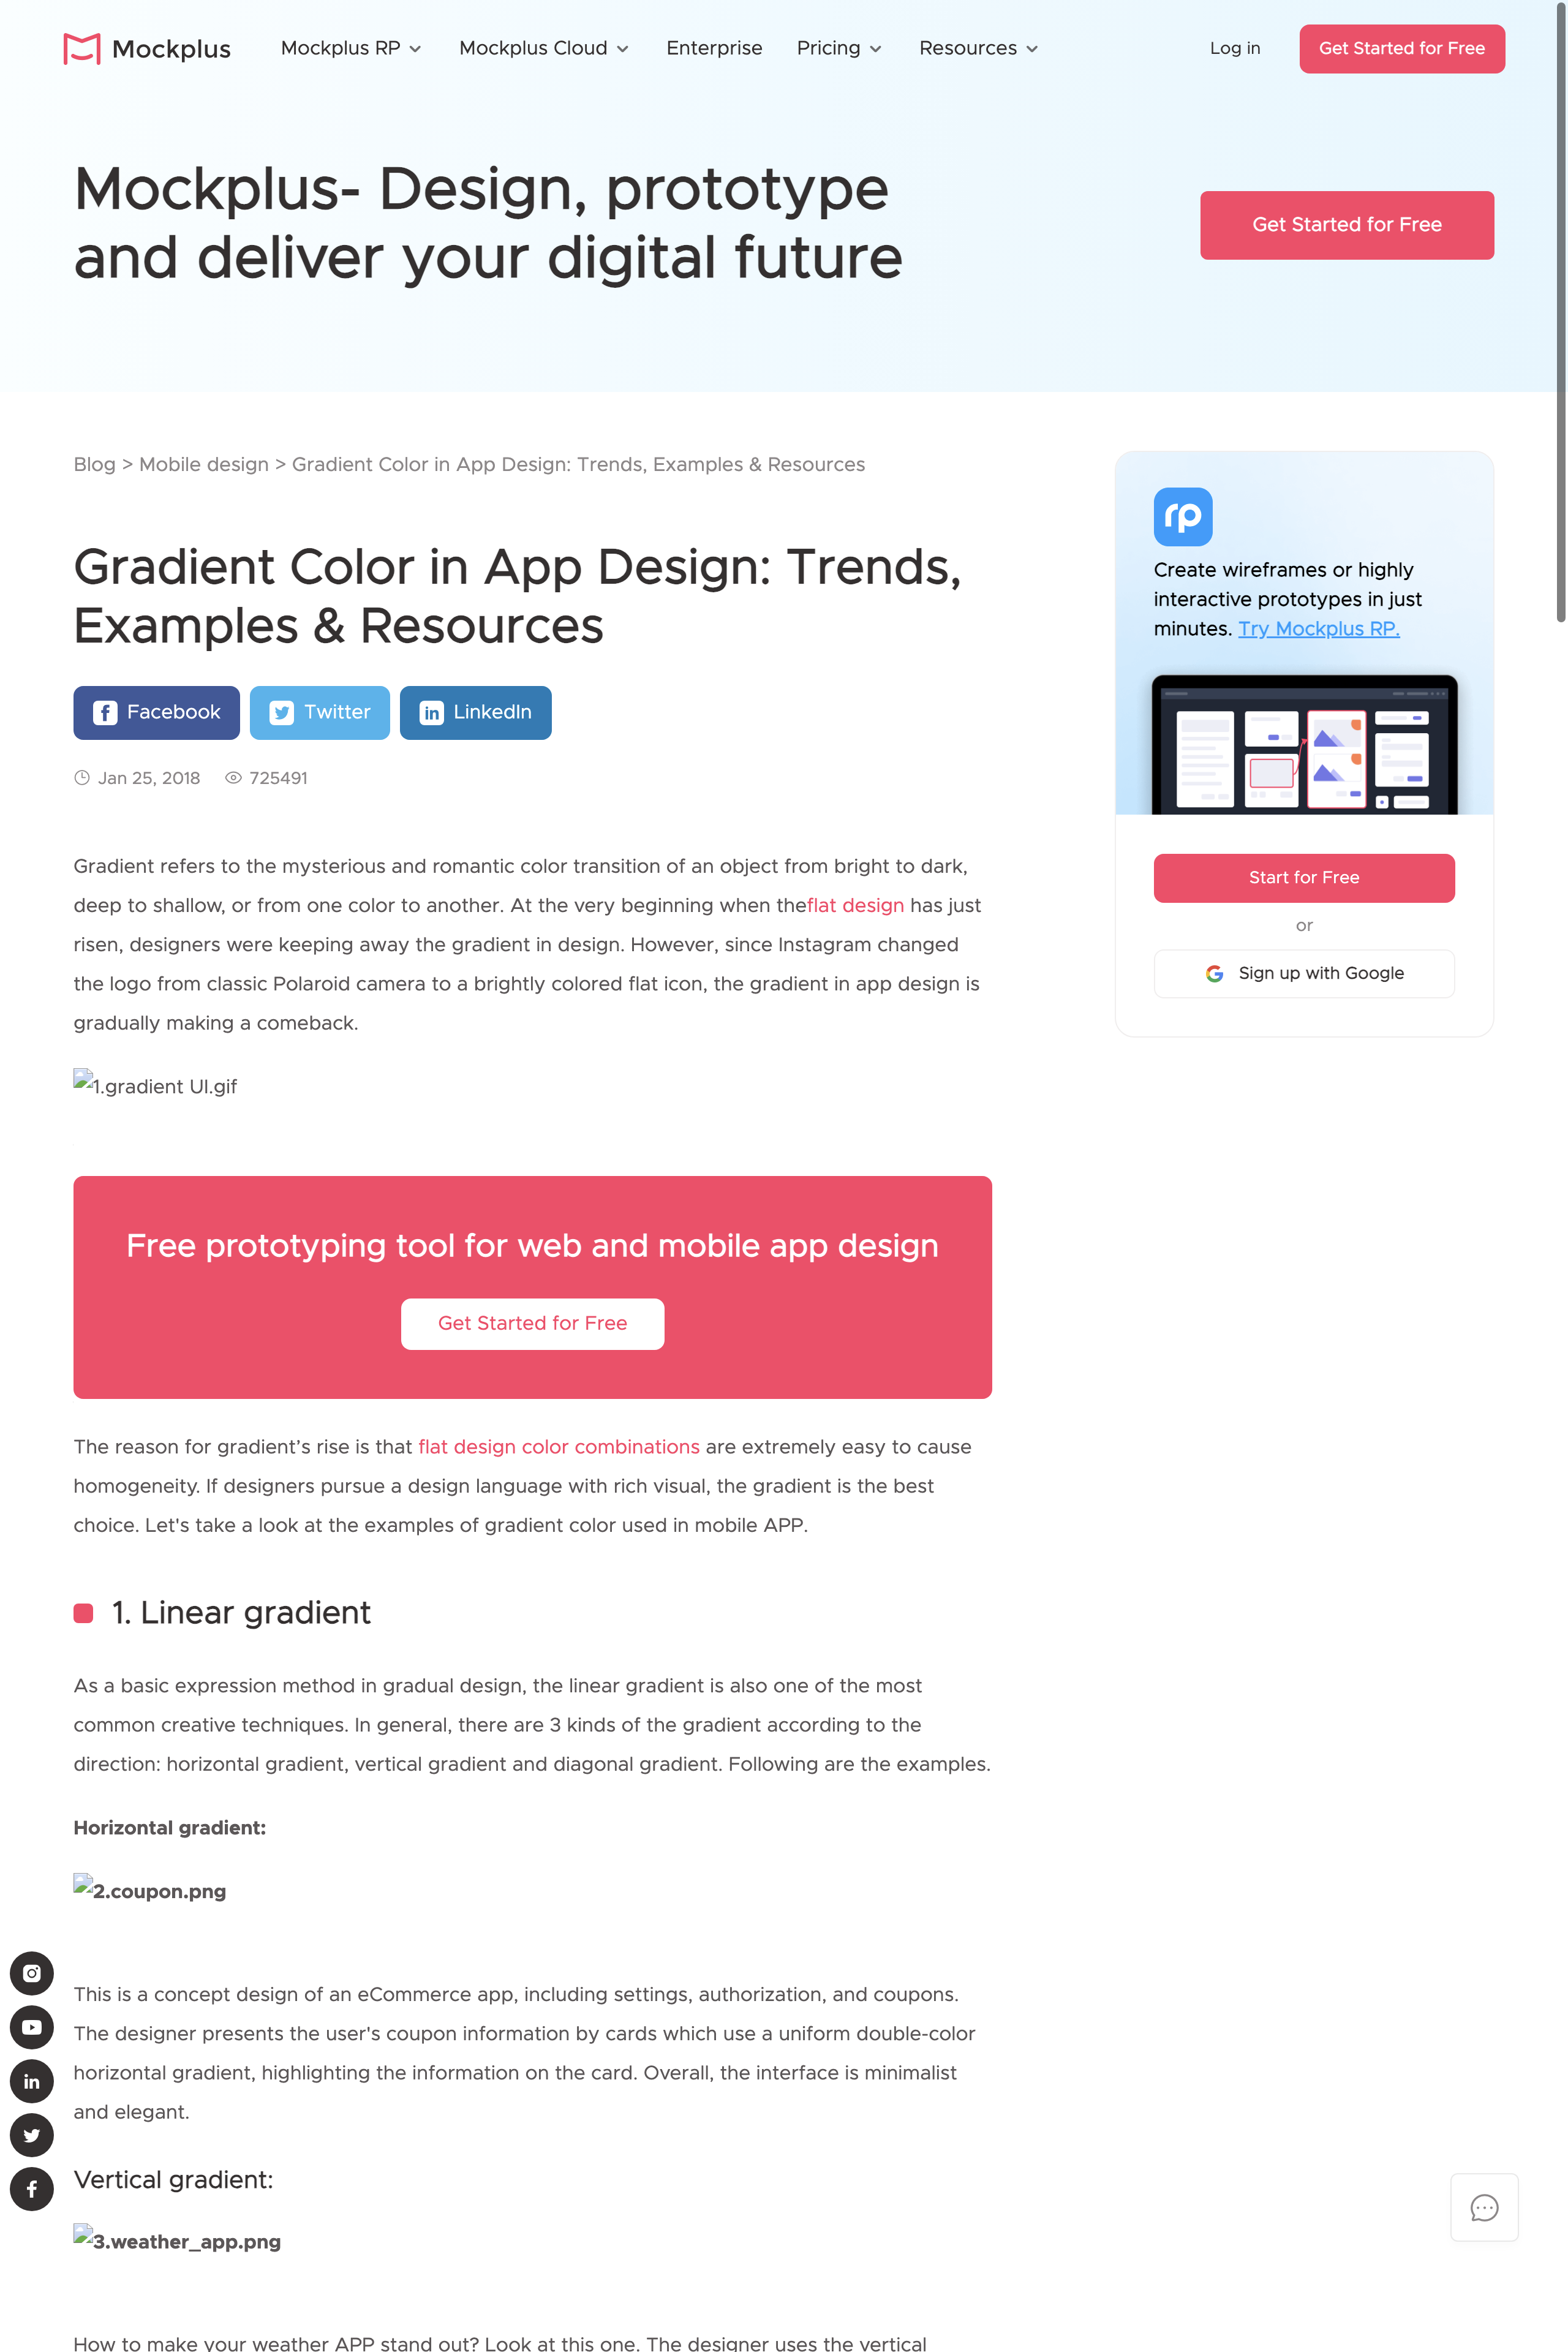 Mockplus
Mockplus RP
Mockplus Cloud
Enterprise
Pricing
Resources
Log in
Get Started for Free
Mockplus- Design, prototype
and deliver your digital future
Get Started for Free
Blog > Mobile design > Gradient Color in App Design: Trends, Examples & Resources
Gradient Color in App Design: Trends,
Examples & Resources
Facebook
Twitter
LinkedIn
Jan 25, 2018
725491
rp
Create wireframes or highly
interactive prototypes in just
minutes. Try Mockplus RP.
Start for Free
or
Sign up with Google
Gradient refers to the mysterious and romantic color transition of an object from bright to dark,
deep to shallow, or from one color to another. At the very beginning when theflat design has just
risen, designers were keeping away the gradient in design. However, since Instagram changed
the logo from classic Polaroid camera to a brightly colored flat icon, the gradient in app design is
gradually making a comeback.
1.gradient UI.gif
Free prototyping tool for web and mobile app design
Get Started for Free
The reason for gradient’s rise is that flat design color combinations are extremely easy to cause
homogeneity. If designers pursue a design language with rich visual, the gradient is the best
choice. Let's take a look at the examples of gradient color used in mobile APP.
1. Linear gradient
As a basic expression method in gradual design, the linear gradient is also one of the most
common creative techniques. In general, there are 3 kinds of the gradient according to the
direction: horizontal gradient, vertical gradient and diagonal gradient. Following are the examples.
Horizontal gradient:
2.coupon.png
This is a concept design of an eCommerce app, including settings, authorization, and coupons.
The designer presents the user's coupon information by cards which use a uniform double-color
horizontal gradient, highlighting the information on the card. Overall, the interface is minimalist
and elegant.
Vertical gradient:
3.weather_app.png
How to make your weather APP stand out? Look at this one. The designer uses the vertical